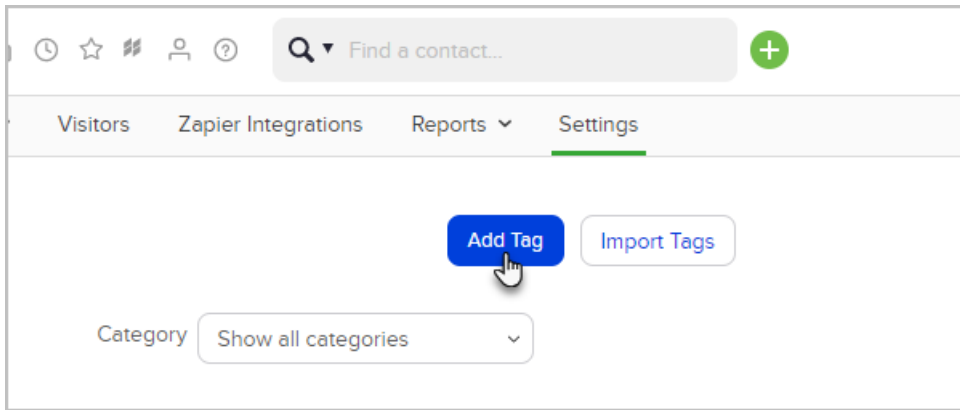 Find a contact...
Visitors Zapier Integrations Reports Settings
Add Tag Import Tags
Category Show all categories